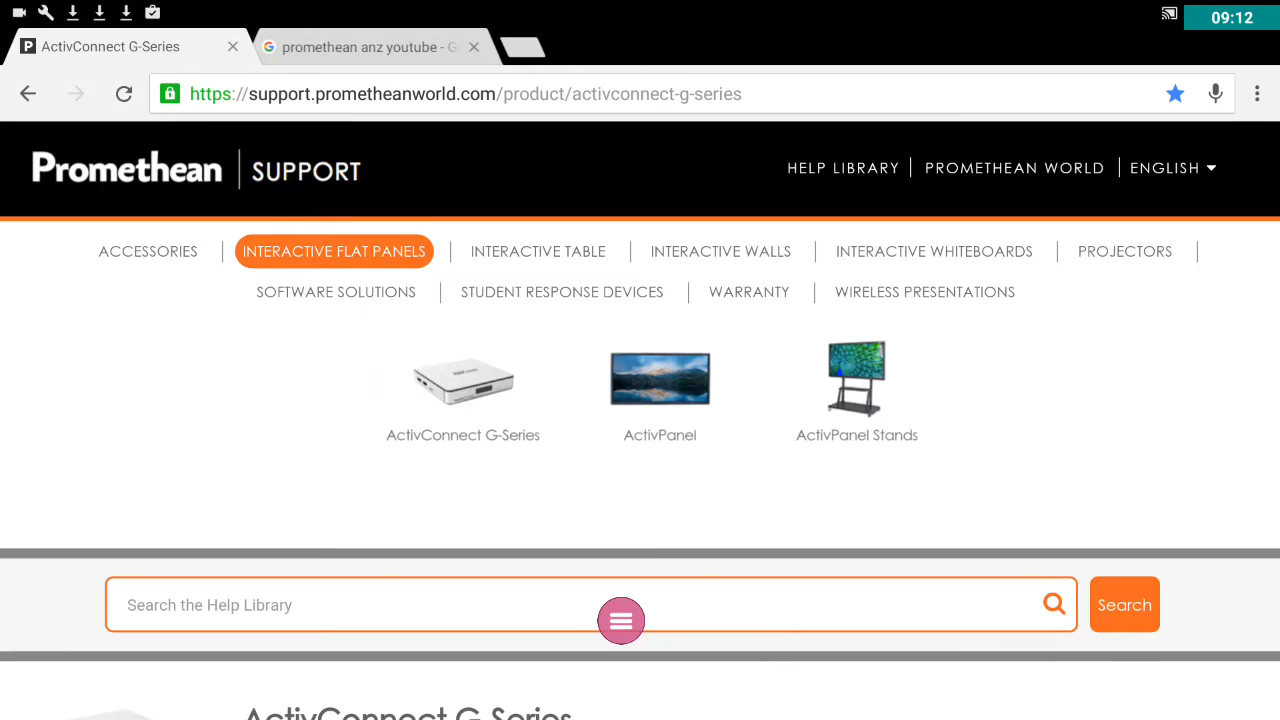 09:12
ActivConnect G-Series
promethean anz youtube - G
https://support.prometheanworld.com/product/activconnect-g-series
Promethean | SUPPORT
HELP LIBRARY | PROMETHEAN WORLD | ENGLISH
ACCESSORIES | INTERACTIVE FLAT PANELS | INTERACTIVE TABLE | INTERACTIVE WALLS | INTERACTIVE WHITEBOARDS | PROJECTORS |
SOFTWARE SOLUTIONS | STUDENT RESPONSE DEVICES | WARRANTY | WIRELESS PRESENTATIONS
ActivConnect G-Series
ActivPanel
ActivPanel Stands
Search the Help Library
Search
ActivConnect G-Series